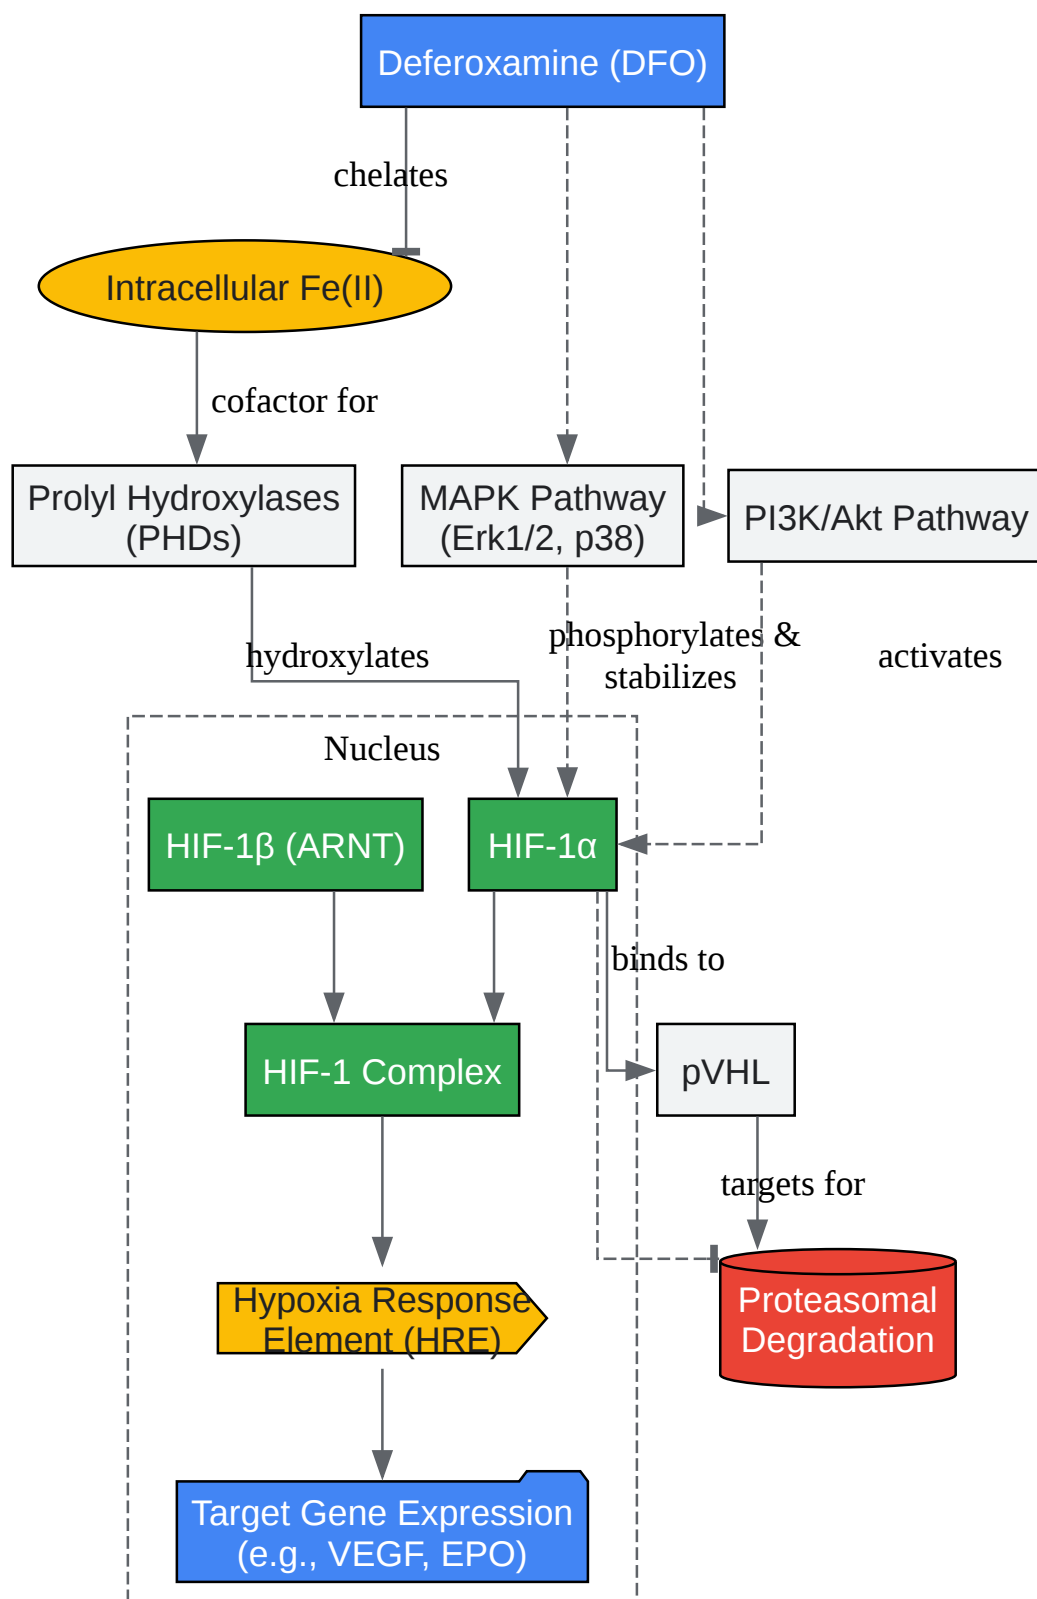 Deferoxamine (DFO)
chelates
Intracellular Fe(II)
cofactor for
Prolyl Hydroxylases
(PHDs)
MAPK Pathway
(Erk1/2, p38)
PI3K/Akt Pathway
hydroxylates
phosphorylates &
stabilizes
activates
Nucleus
HIF-1β (ARNT)
HIF-1α
binds to
HIF-1 Complex
pVHL
targets for
Hypoxia Response
Element (HRE)
Proteasomal
Degradation
Target Gene Expression
(e.g., VEGF, EPO)